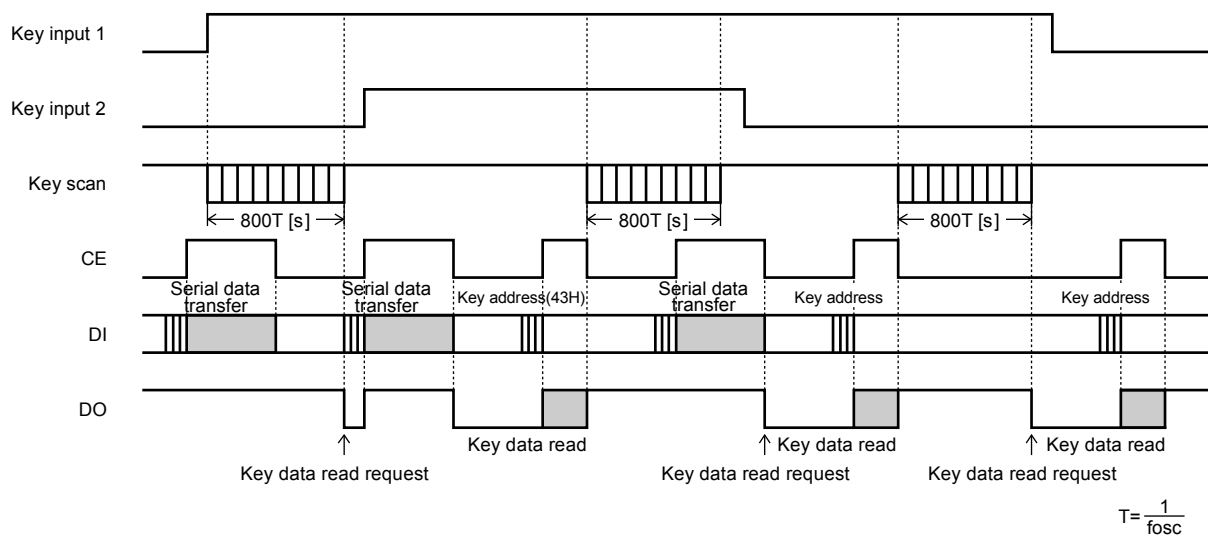 Key input 1
Key input 2
Key scan
800T [s]
800T [s]
800T [s]
CE
Serial data
transfer
Serial data
transfer
Key address(43H)
Serial data
transfer
Key address
Key address
DI
DO
Key data read
Key data read
Key data read
Key data read request
Key data read request
Key data read request
T= 1
fosc